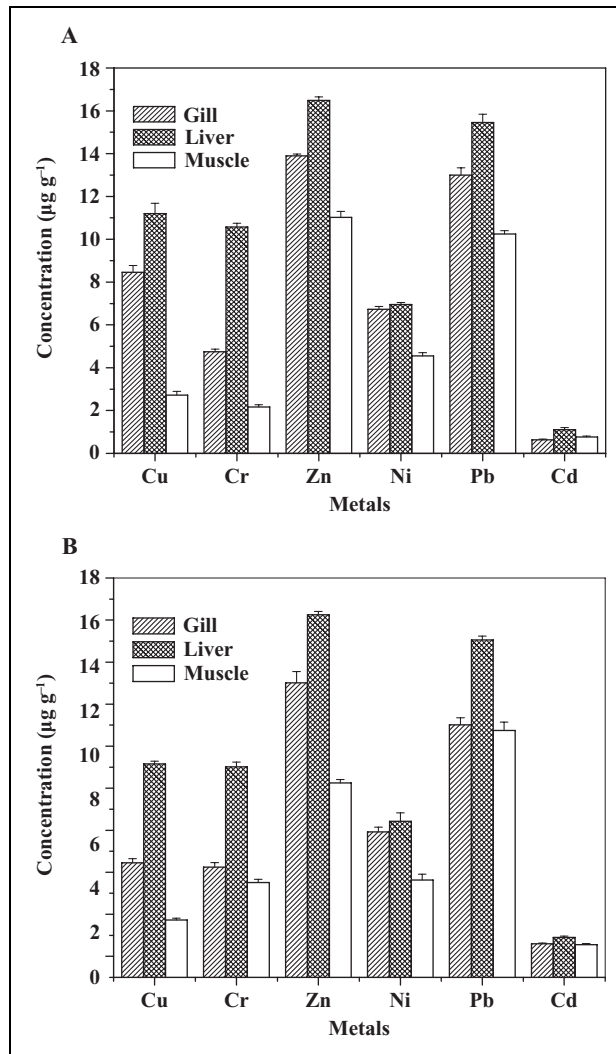 A
18
16
14
12
10
8
6
4
2
0
Concentration (µg g⁻¹)
Gill
Liver
Muscle
Cu Cr Zn Ni Pb Cd
Metals
B
18
16
14
12
10
8
6
4
2
0
Concentration (µg g⁻¹)
Gill
Liver
Muscle
Cu Cr Zn Ni Pb Cd
Metals